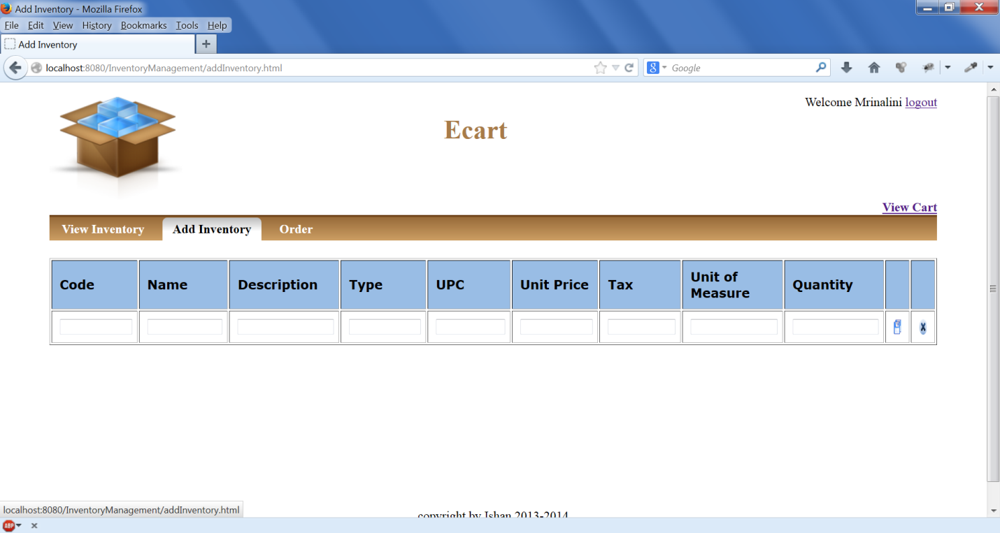 Add Inventory - Mozilla Firefox
File Edit View History Bookmarks Tools Help
Add Inventory +
localhost:8080/InventoryManagement/addInventory.html
8 Google
Welcome Mrinalini logout
Ecart
View Cart
View Inventory Add Inventory Order
Code Name Description Type UPC Unit Price Tax Unit of Measure Quantity
localhost:8080/InventoryManagement/addInventory.html
copyright by Ishan 2013-2014
ABP